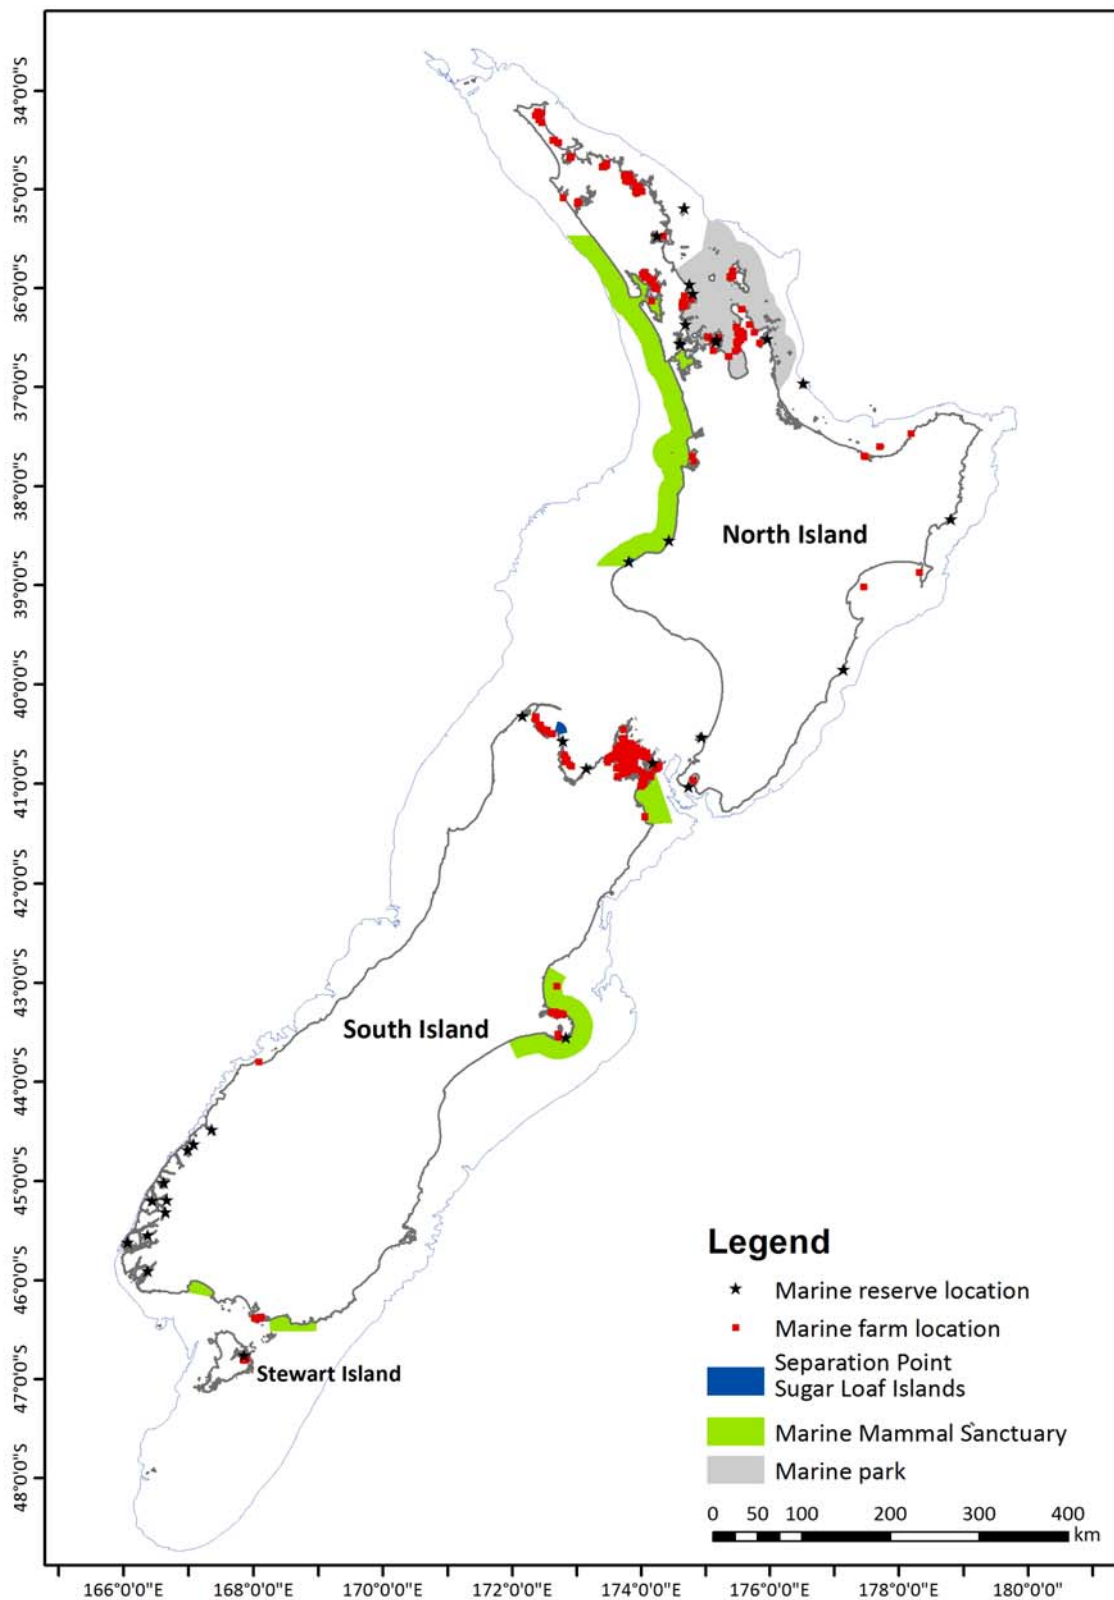 34°0'0"S
35°0'0"S
36°0'0"S
37°0'0"S
38°0'0"S
39°0'0"S
40°0'0"S
41°0'0"S
42°0'0"S
43°0'0"S
44°0'0"S
45°0'0"S
46°0'0"S
47°0'0"S
48°0'0"S
North Island
South Island
Stewart Island
Legend
Marine reserve location
Marine farm location
Separation Point
Sugar Loaf Islands
Marine Mammal Sanctuary
Marine park
0 50 100 200 300 400
km
166°0'0"E 168°0'0"E 170°0'0"E 172°0'0"E 174°0'0"E 176°0'0"E 178°0'0"E 180°0'0"